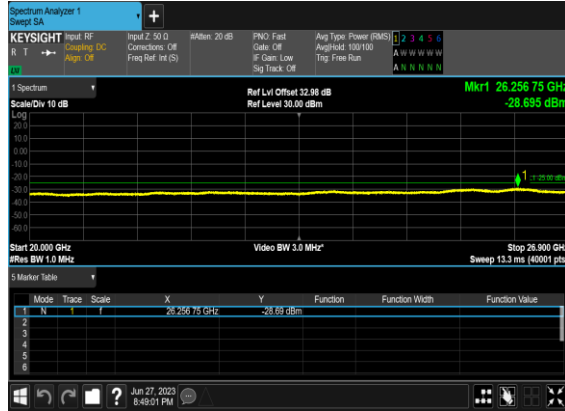 Spectrum Analyzer 1
Swept SA
+
KEYSIGHT Input: RF Input Z: 50 Ω #Atten: 20 dB PNO: Fast Avg Type: Power (RMS) 1 2 3 4 5 6
R T Coupling: DC Corrections: Off Gate: Off Avg|Hold: 100/100 A W W W W W
Align: Off Freq Ref: Int (S) IF Gain: Low Trig: Free Run
LW Sig Track: Off A N N N N N
1 Spectrum Ref Lvl Offset 32.98 dB Mkr1 26.256 75 GHz
Scale/Div 10 dB Ref Level 30.00 dBm -28.695 dBm
Log
20.0
10.0
0.00
-10.0
-20.0
1 -25.00 dBm
-30.0
-40.0
-50.0
-60.0
Start 20.000 GHz Video BW 3.0 MHz* Stop 26.900 GHz
#Res BW 1.0 MHz Sweep 13.3 ms (40001 pts)
5 Marker Table
Mode Trace Scale X Y Function Function Width Function Value
1 N 1 f 26.256 75 GHz -28.69 dBm
2
3
4
5
6
? Jun 27, 2023
8:49:01 PM